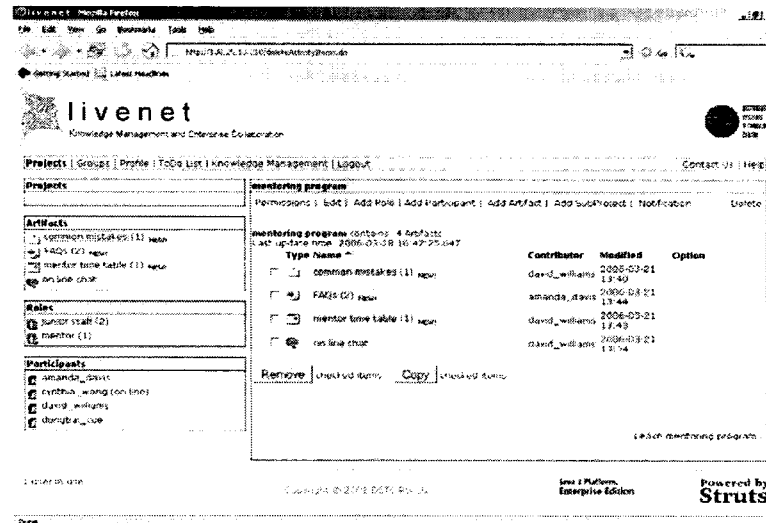 livenet Mozilla Firefox
File Edit View Go Bookmarks Tools Help
Getting Started Latest Headlines
livenet
Knowledge Management and Enterprise Collaboration
Projects | Groups | Profile | ToDo List | Knowledge Management | Logout
Contact Us | Help
Projects
mentoring program
Permissions | Edit | Add Role | Add Participant | Add Artifact | Add SubProject | Notification
Delete
Artifacts
common mistakes (1) New!
FAQs (2) New!
mentor time table (1) New!
on line chat
mentoring program contains 4 Artifacts
Last update time
Type Name Contributor Modified Option
common mistakes (1) New! david_williams 2006-03-21 13:40
FAQs (2) New! amanda_davis 2006-03-21 13:44
mentor time table (1) New! david_williams 2006-03-21 13:43
on line chat david_williams 2006-03-21
Roles
junior staff (2)
mentor (1)
Participants
amanda_davis
cynthia_wang (on line)
david_williams
Remove checked items Copy checked items
mentoring program
Java 2 Platform,
Enterprise Edition
Powered by
Struts
Done